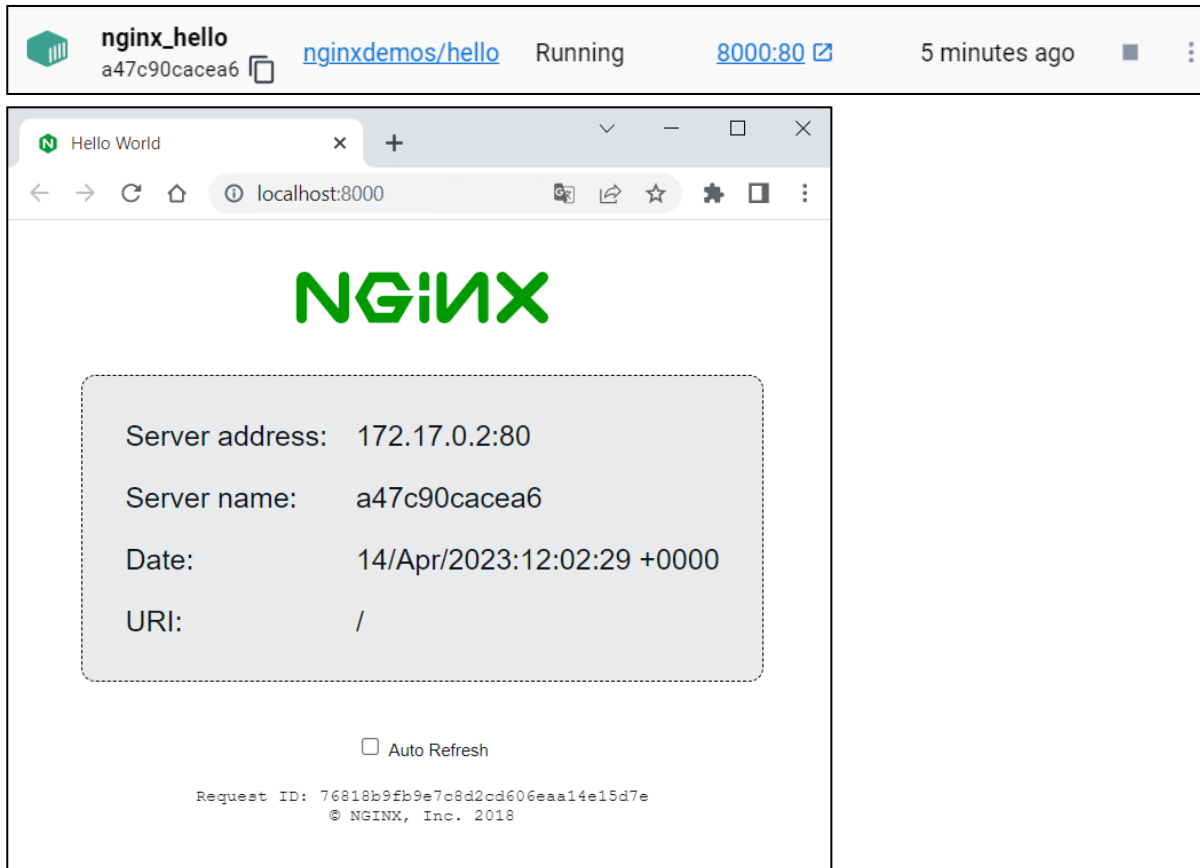 nginx_hello
a47c90cacea6 nginxdemos/hello Running 8000:80 5 minutes ago
Hello World
localhost:8000
NGiNX
Server address: 172.17.0.2:80
Server name: a47c90cacea6
Date: 14/Apr/2023:12:02:29 +0000
URI: /
Auto Refresh
Request ID: 76818b9fb9e7c8d2cd606eaa14e15d7e
© NGINX, Inc. 2018